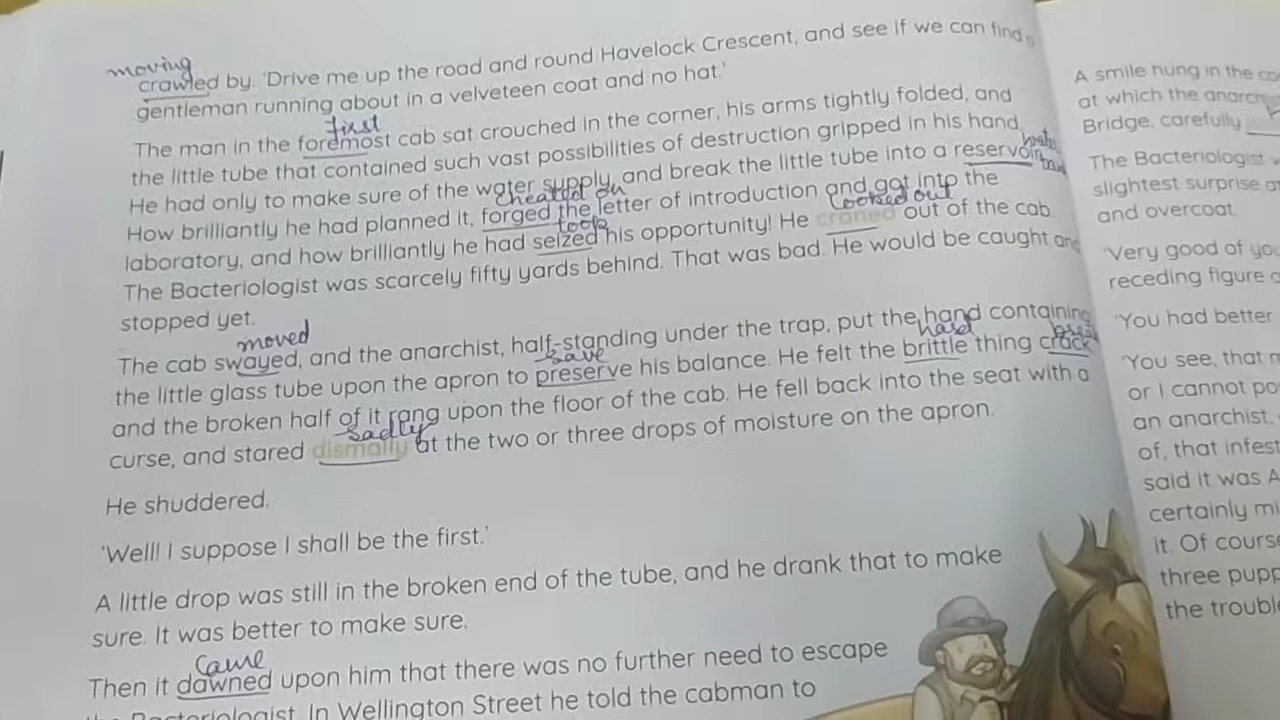 moving
crawled by. 'Drive me up the road and round Havelock Crescent, and see if we can find a
gentleman running about in a velveteen coat and no hat.'
first
The man in the foremost cab sat crouched in the corner, his arms tightly folded, and
the little tube that contained such vast possibilities of destruction gripped in his hand
He had only to make sure of the water supply, and break the little tube into a reservoir
cheated on
looked out
How brilliantly he had planned it, forged the letter of introduction and got into the
took
laboratory, and how brilliantly he had seized his opportunity! He craned out of the cab.
The Bacteriologist was scarcely fifty yards behind. That was bad. He would be caught and
stopped yet.
moved
The cab swayed, and the anarchist, half-standing under the trap, put the hand containing
save
hard
break
the little glass tube upon the apron to preserve his balance. He felt the brittle thing crack
and the broken half of it rang upon the floor of the cab. He fell back into the seat with a
sadly
curse, and stared dismally at the two or three drops of moisture on the apron.
He shuddered.
'Well! I suppose I shall be the first.'
A little drop was still in the broken end of the tube, and he drank that to make
sure. It was better to make sure.
came
Then it dawned upon him that there was no further need to escape
Bacteriologist. In Wellington Street he told the cabman to
A smile hung in the
at which the
Bridge, carefully
The Bacteriologist
slightest surprise
and overcoat.
'Very good of
receding figure
'You had better
'You see, that
or I cannot
an anarchist.
of, that
said it was
certainly
it. Of
three
the